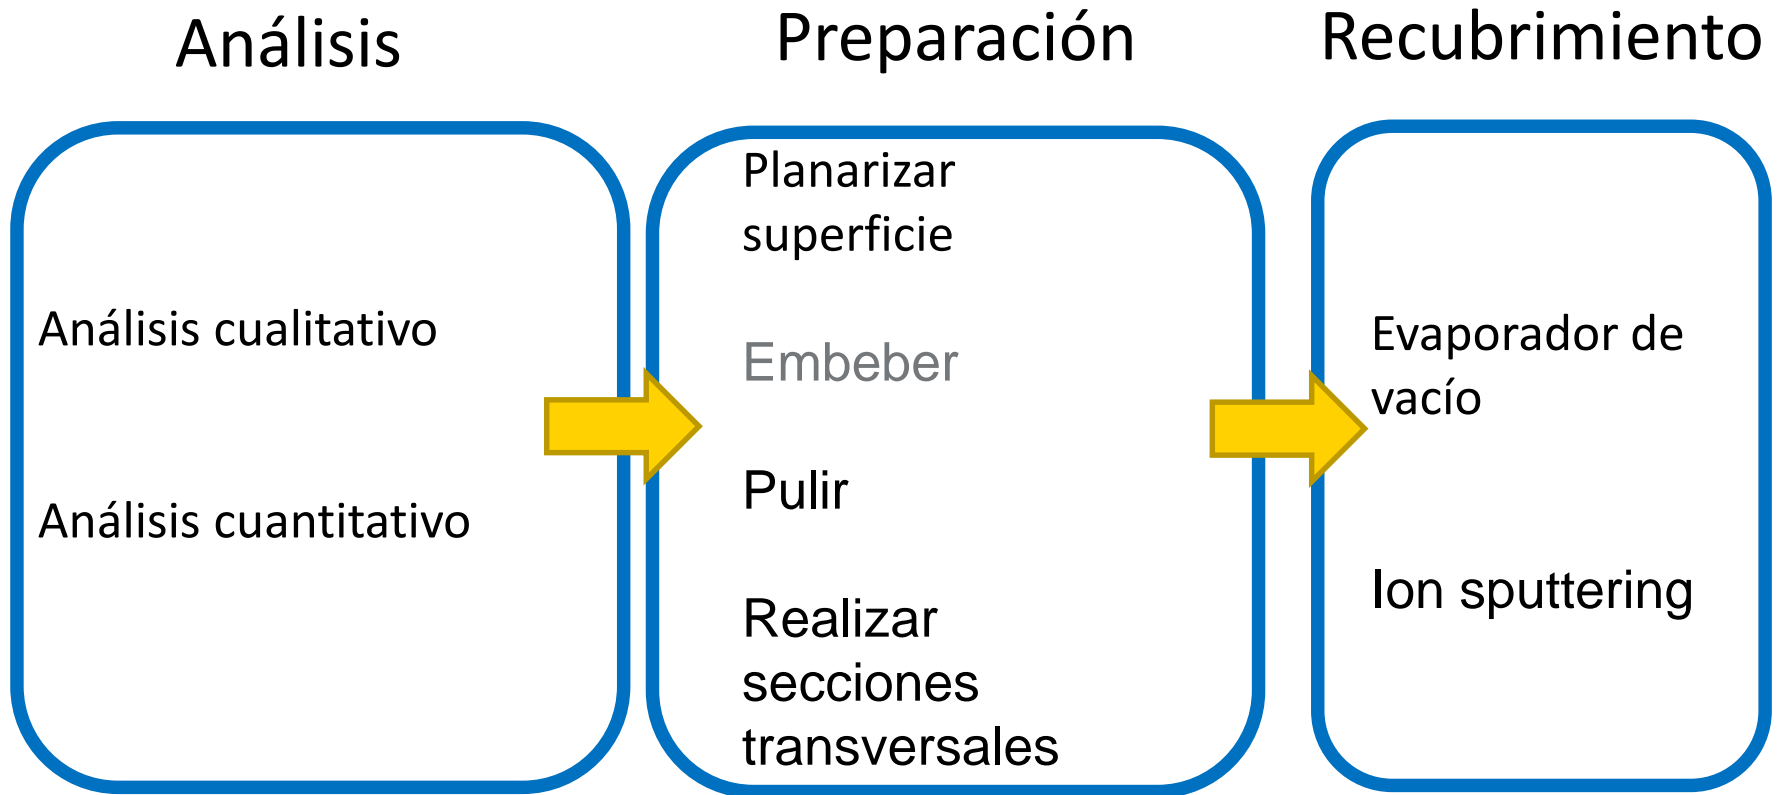 Análisis
Preparación
Recubrimiento
Análisis cualitativo
Análisis cuantitativo
Planarizar
superficie
Embeber
Pulir
Realizar
secciones
transversales
Evaporador de
vacío
Ion sputtering